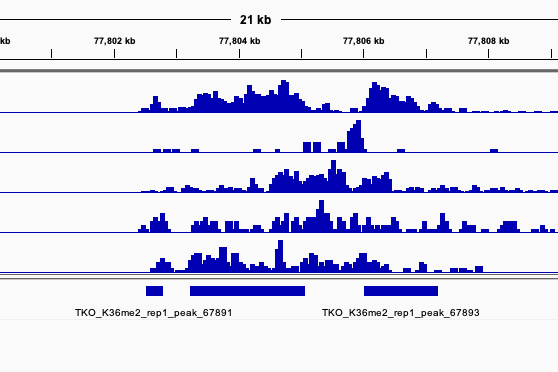 21 kb
kb 77,802 kb 77,804 kb 77,806 kb 77,808 kb
TKO_K36me2_rep1_peak_67891 TKO_K36me2_rep1_peak_67893